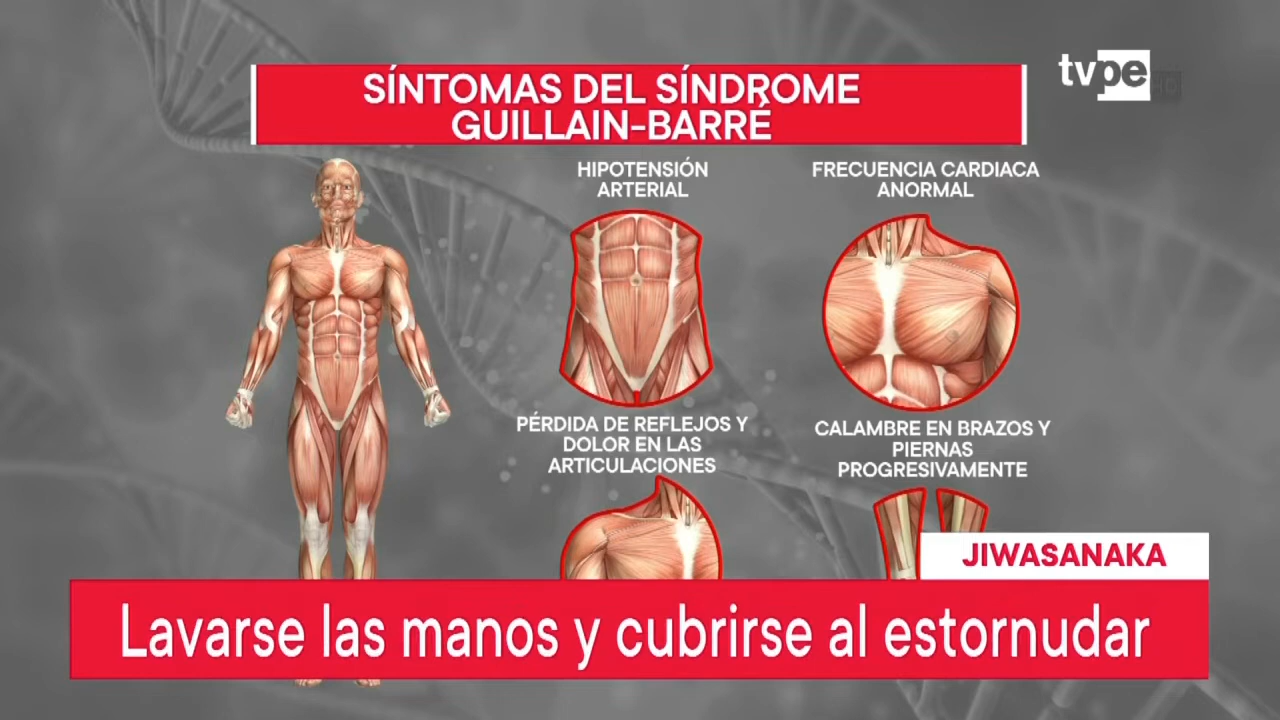 SÍNTOMAS DEL SÍNDROME
GUILLAIN-BARRÉ
tvpe
HD
HIPOTENSIÓN
ARTERIAL
FRECUENCIA CARDIACA
ANORMAL
PÉRDIDA DE REFLEJOS Y
DOLOR EN LAS
ARTICULACIONES
CALAMBRE EN BRAZOS Y
PIERNAS
PROGRESIVAMENTE
JIWASANAKA
Lavarse las manos y cubrirse al estornudar